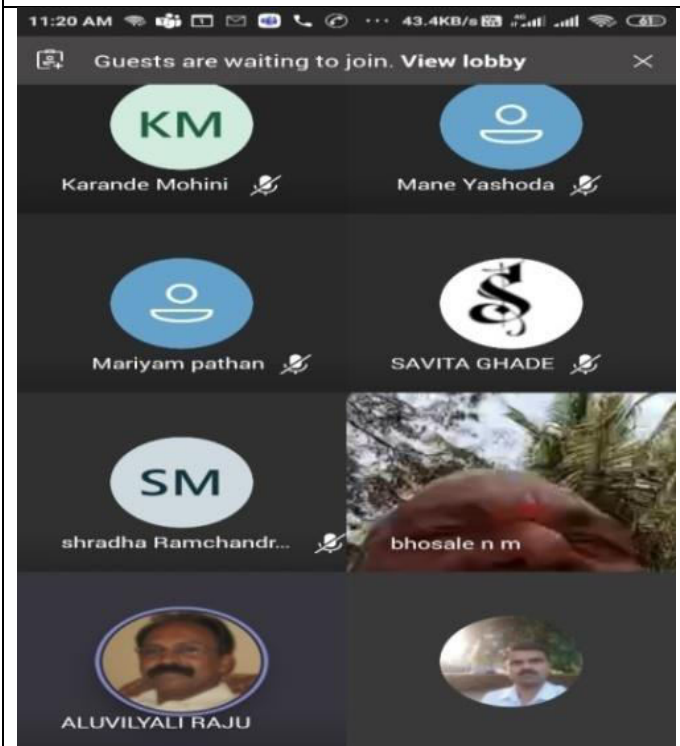 11:20 AM 43.4KB/s 61
Guests are waiting to join. View lobby
KM
Karande Mohini
Mane Yashoda
Mariyam pathan
S
SAVITA GHADE
SM
shradha Ramchandr...
bhosale n m
ALUVILYALI RAJU